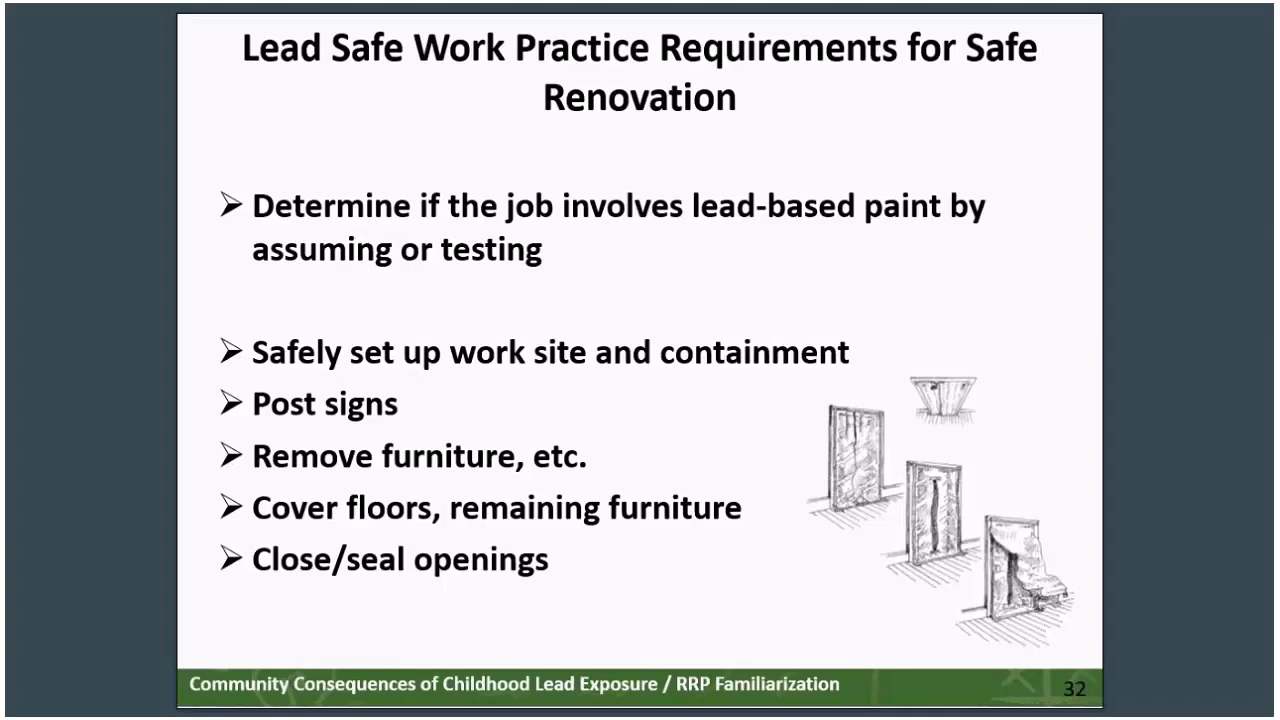 Lead Safe Work Practice Requirements for Safe
Renovation
➢ Determine if the job involves lead-based paint by
assuming or testing
➢ Safely set up work site and containment
➢ Post signs
➢ Remove furniture, etc.
➢ Cover floors, remaining furniture
➢ Close/seal openings
Community Consequences of Childhood Lead Exposure / RRP Familiarization
32